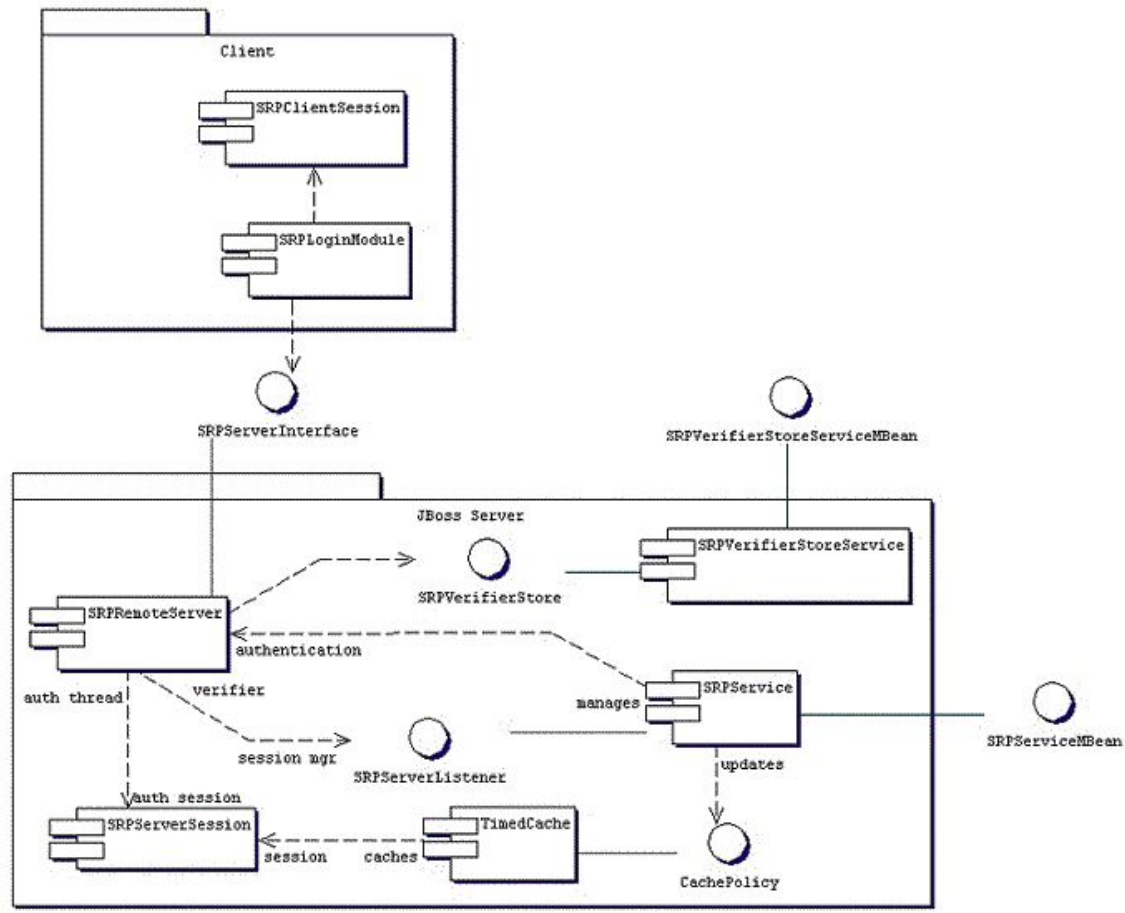 Client
SRPClientSession
SRPLoginModule
SRPServerInterface
SRPVerifierStoreServiceMBean
JBoss Server
SRPVerifierStoreService
SRPVerifierStore
SRPRemoteServer
authentication
auth thread
verifier
SRPService
manages
session mgr
SRPServerListener
SRPServiceMBean
updates
auth session
SRPServerSession
TimedCache
session
caches
CachePolicy